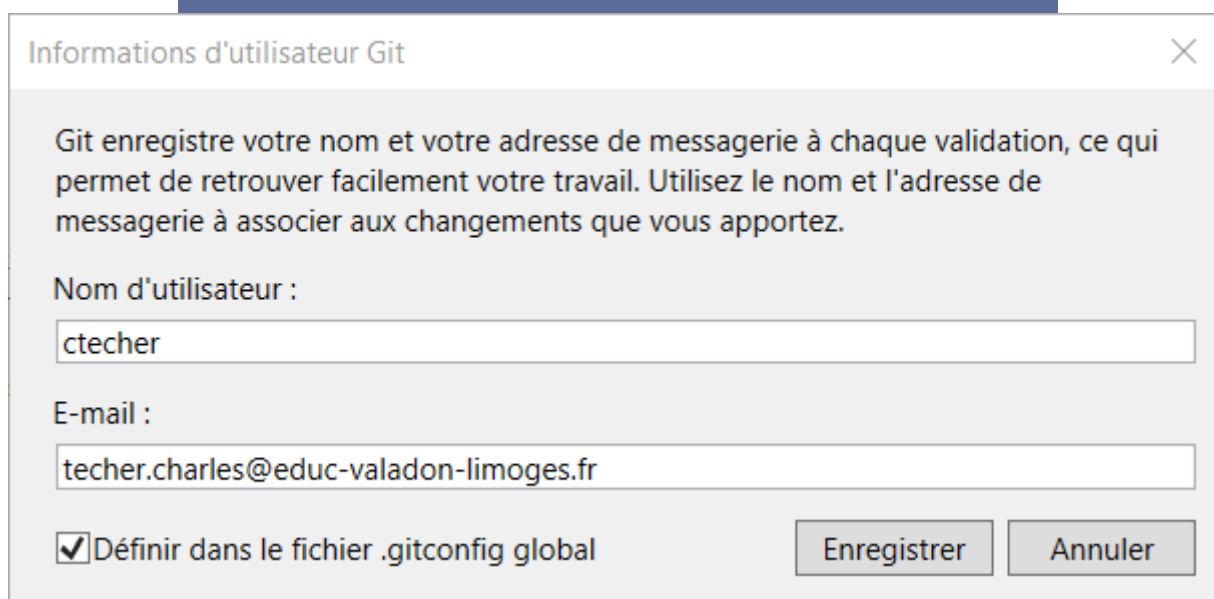 Informations d'utilisateur Git
Git enregistre votre nom et votre adresse de messagerie à chaque validation, ce qui
permet de retrouver facilement votre travail. Utilisez le nom et l'adresse de
messagerie à associer aux changements que vous apportez.
Nom d'utilisateur :
ctecher
E-mail :
techer.charles@educ-valadon-limoges.fr
Définir dans le fichier .gitconfig global
Enregistrer
Annuler